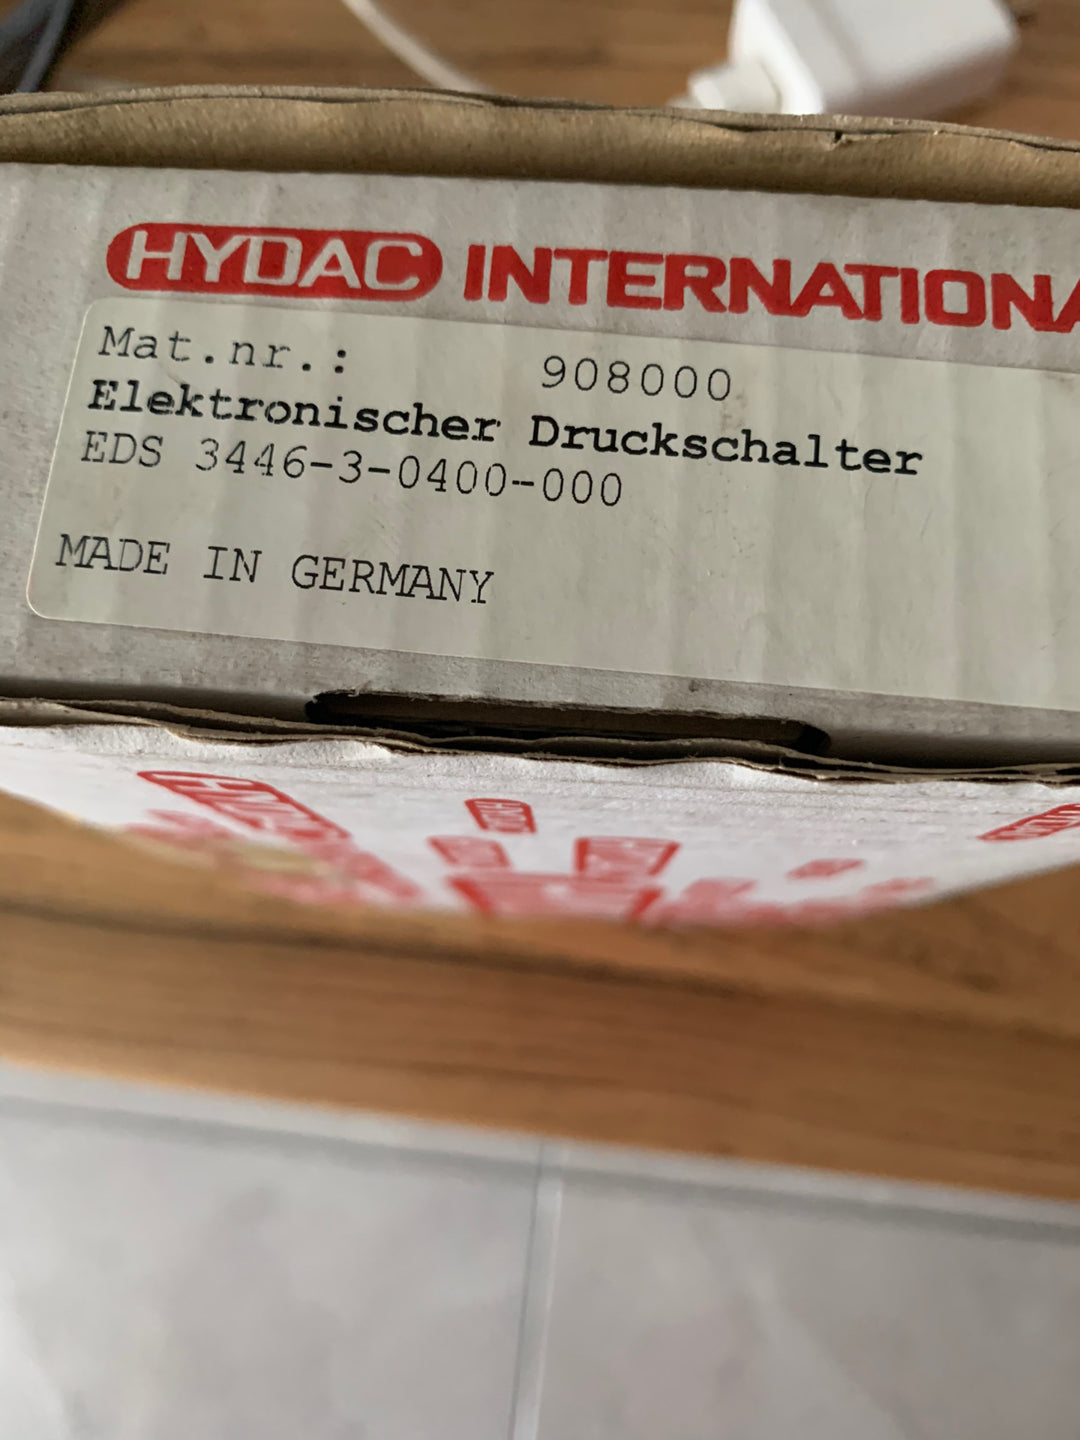 HYDAC INTERNATIONA
Mat.nr.: 908000
Elektronischer Druckschalter
EDS 3446-3-0400-000
MADE IN GERMANY